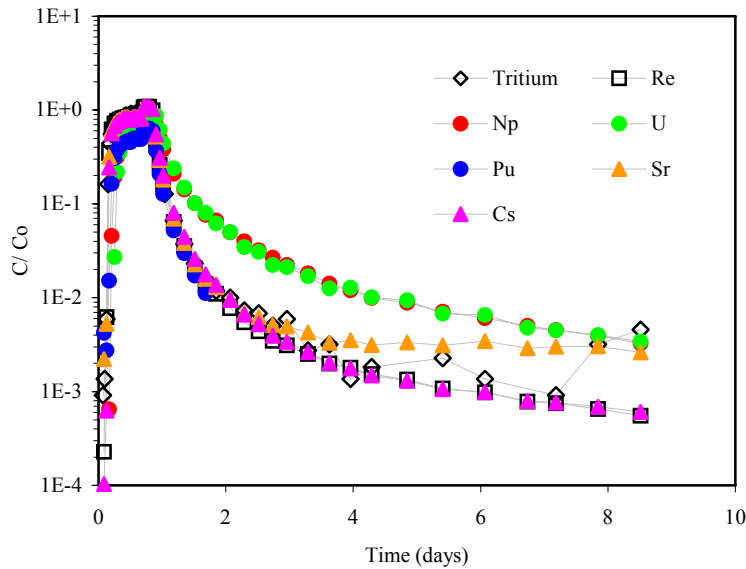 1E+1
1E+0
1E-1
1E-2
1E-3
1E-4
C/ Co
Tritium
Re
Np
U
Pu
Sr
Cs
0
2
4
6
8
10
Time (days)